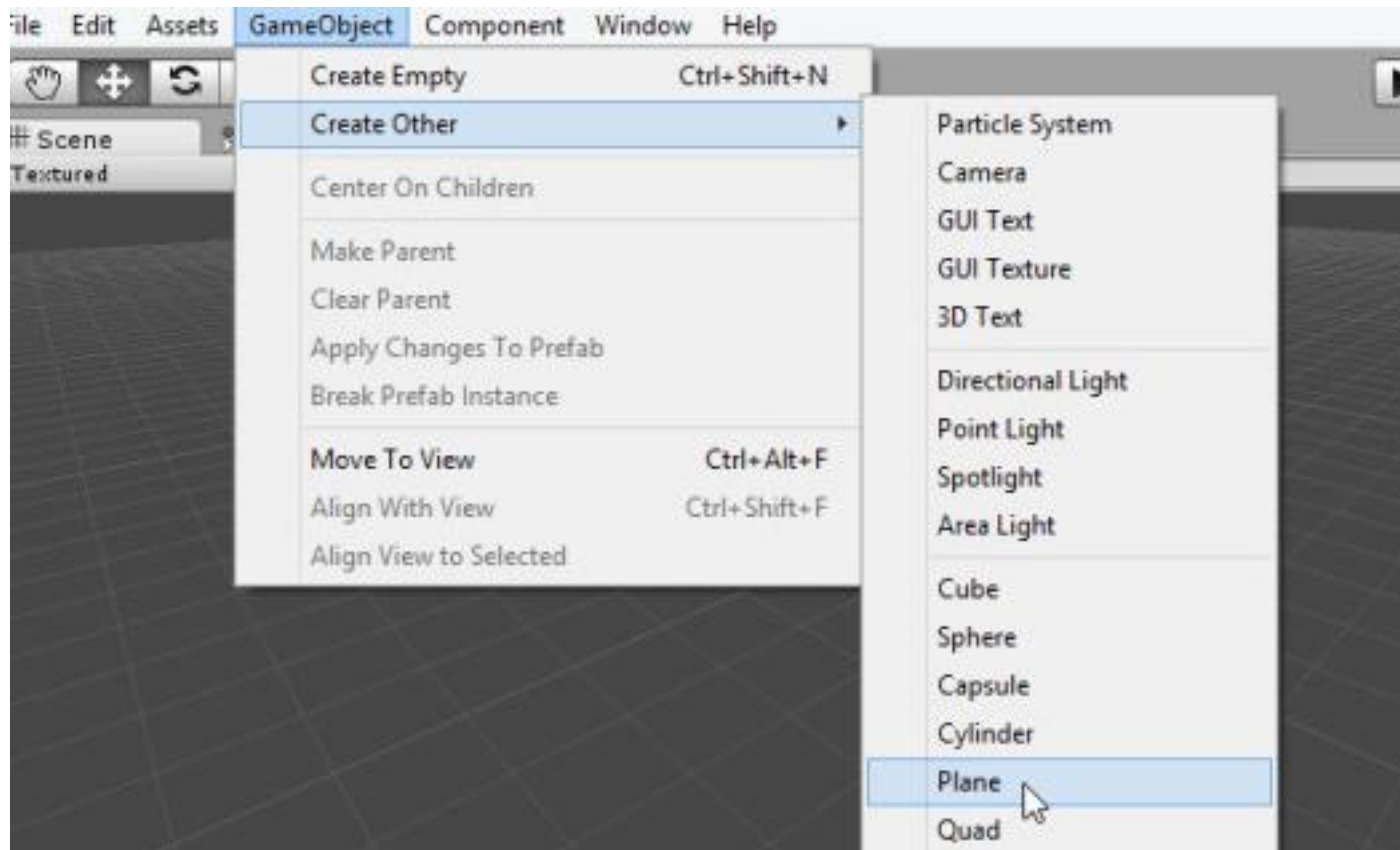 File Edit Assets GameObject Component Window Help
Create Empty Ctrl+Shift+N
Create Other
Center On Children
Make Parent
Clear Parent
Apply Changes To Prefab
Break Prefab Instance
Move To View Ctrl+Alt+F
Align With View Ctrl+Shift+F
Align View to Selected
Scene
Textured
Particle System
Camera
GUI Text
GUI Texture
3D Text
Directional Light
Point Light
Spotlight
Area Light
Cube
Sphere
Capsule
Cylinder
Plane
Quad